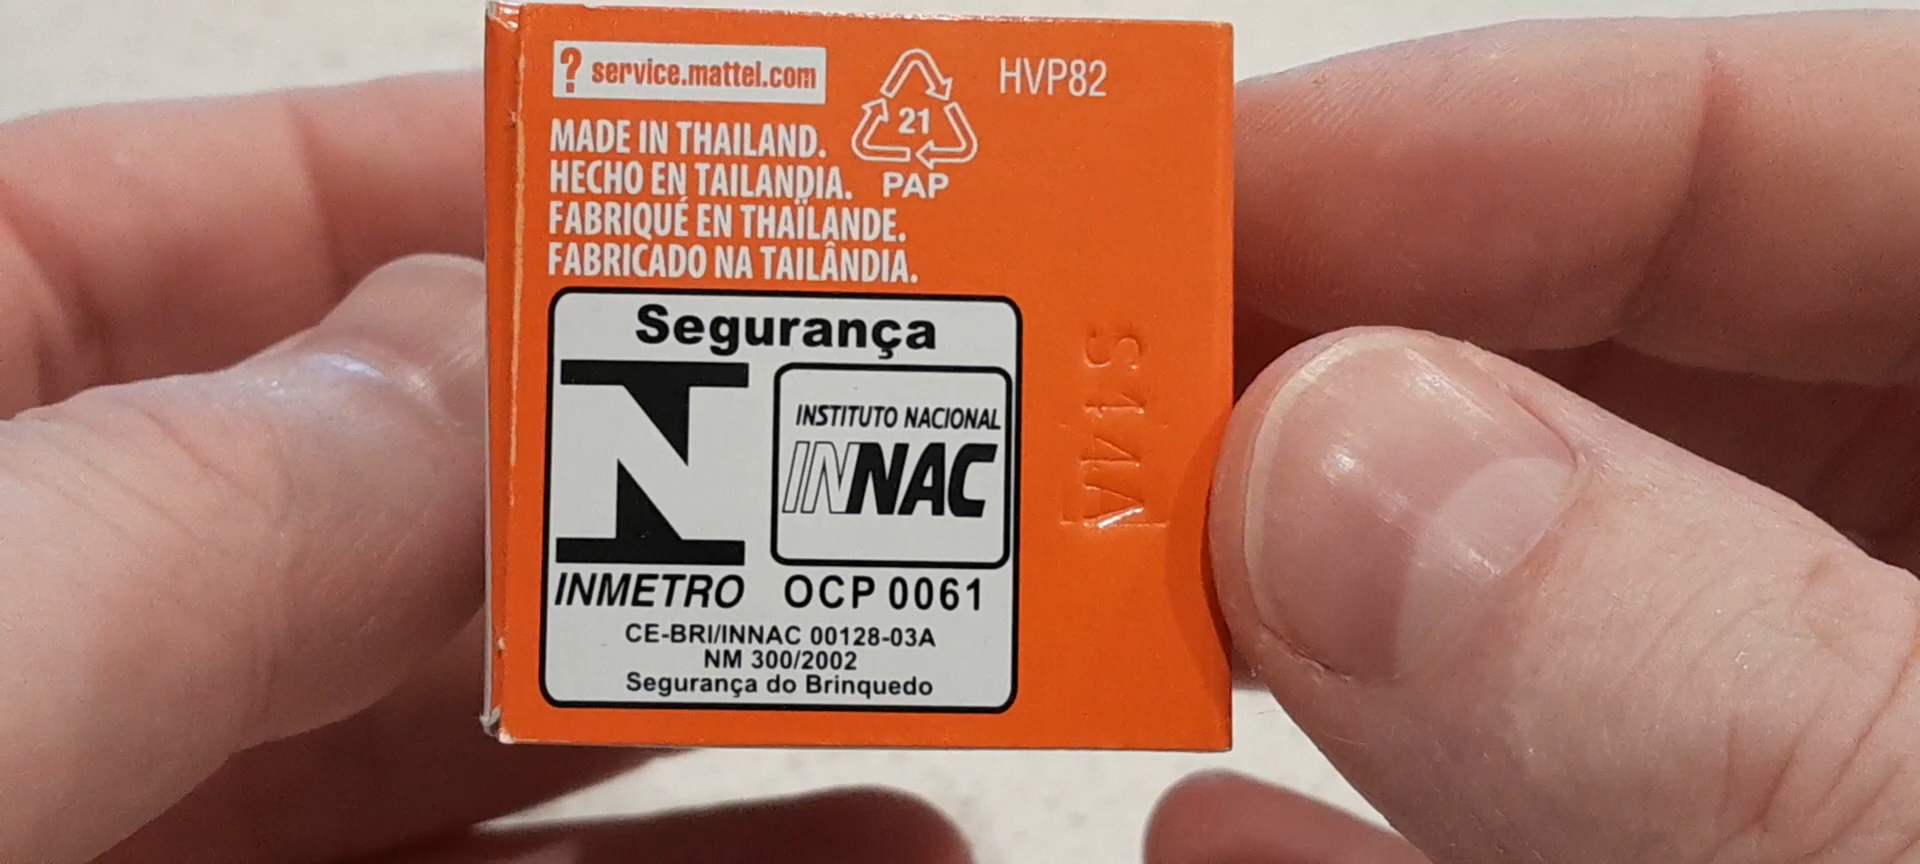 ? service.mattel.com
HVP82
21
PAP
MADE IN THAILAND.
HECHO EN TAILANDIA.
FABRIQUÉ EN THAÏLANDE.
FABRICADO NA TAILÂNDIA.
Segurança
INSTITUTO NACIONAL
INNAC
INMETRO
OCP 0061
CE-BRI/INNAC 00128-03A
NM 300/2002
Segurança do Brinquedo
S14A